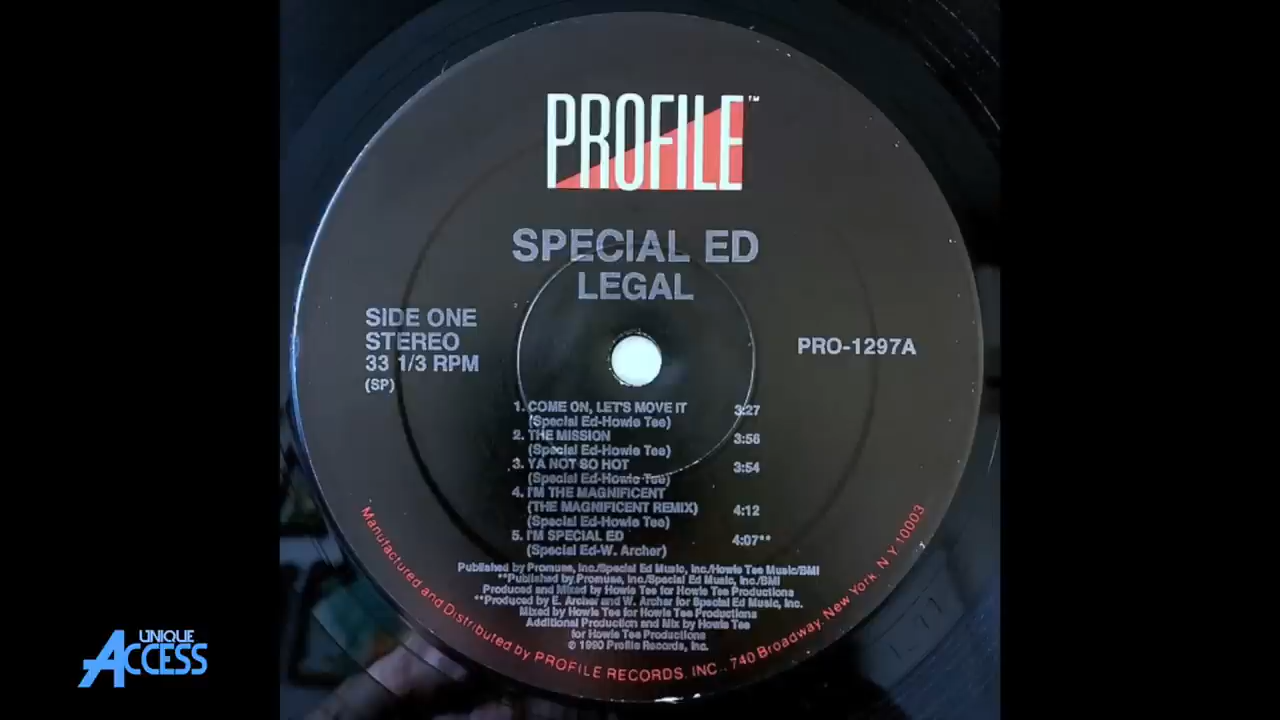 PROFILE™
SPECIAL ED
LEGAL
SIDE ONE
STEREO
33 1/3 RPM
(SP)
PRO-1297A
1. COME ON, LET'S MOVE IT 3:27
(Special Ed-Howie Tee)
2. THE MISSION 3:56
(Special Ed-Howie Tee)
3. YA NOT SO HOT 3:54
(Special Ed-Howie Tee)
4. I'M THE MAGNIFICENT
(THE MAGNIFICENT REMIX) 4:12
(Special Ed-Howie Tee)
5. I'M SPECIAL ED 4:07**
(Special Ed-W. Archer)
Published by Promuse, Inc./Special Ed Music, Inc./Howie Tee Music/BMI
**Published by Promuse, Inc./Special Ed Music, Inc./BMI
Produced and Mixed by Howie Tee for Howie Tee Productions
**Produced by E. Archer and W. Archer for Special Ed Music, Inc.
Mixed by Howie Tee for Howie Tee Productions
Additional Production and Mix by Howie Tee
for Howie Tee Productions
℗ 1990 Profile Records, Inc.
Manufactured and Distributed by PROFILE RECORDS, INC., 740 Broadway, New York, N.Y. 10003
UNIQUE
ACCESS